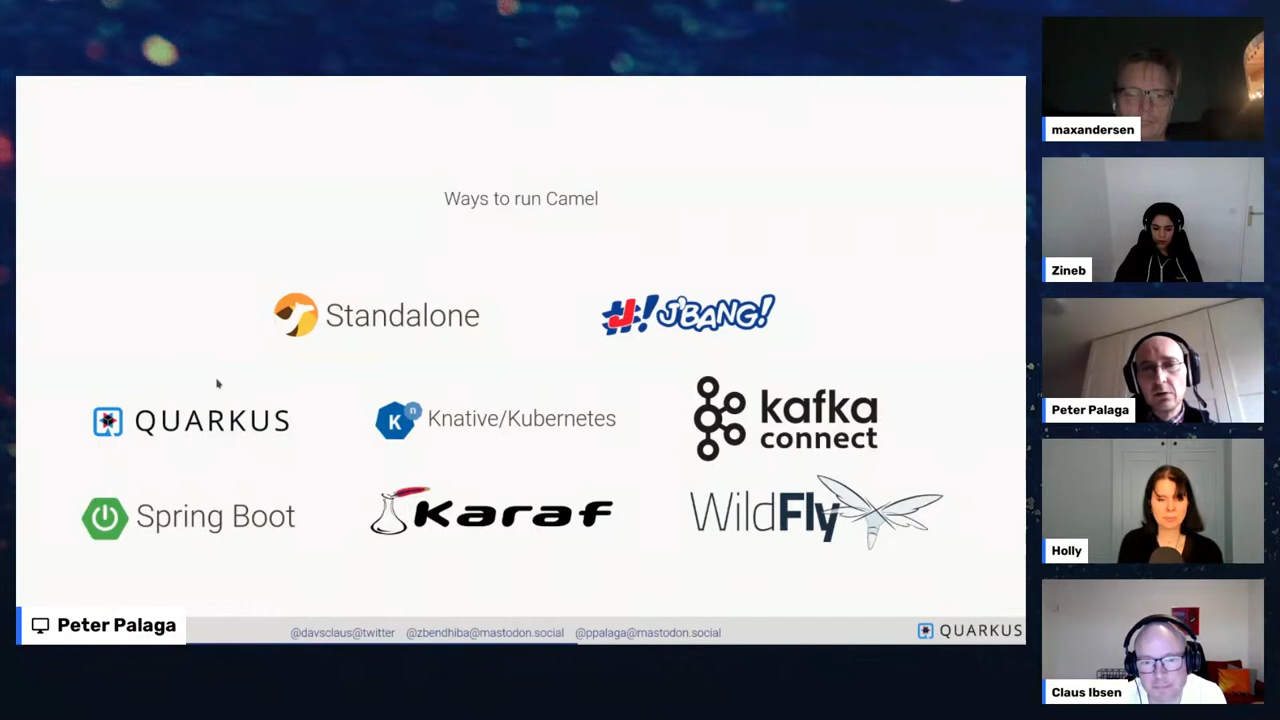 Ways to run Camel
Standalone
J'BANG!
QUARKUS
K n Knative/Kubernetes
kafka
connect
Spring Boot
Karaf
WildFly
Peter Palaga
@davsclaus@twitter @zbendhiba@mastodon.social @ppalaga@mastodon.social
QUARKUS
maxandersen
Zineb
Peter Palaga
Holly
Claus Ibsen